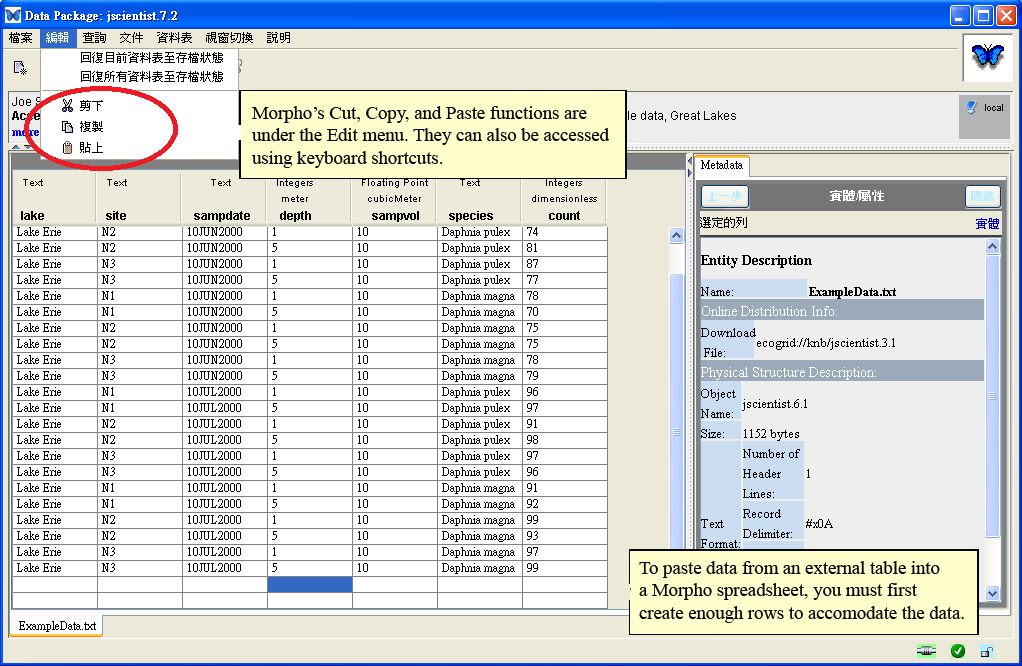 Data Package: jscientist.7.2
檔案 編輯 查詢 文件 資料表 視窗切換 說明
回復目前資料表至存檔狀態
回復所有資料表至存檔狀態
剪下
複製
貼上
Joe S
Acce
more
le data, Great Lakes
local
Morpho’s Cut, Copy, and Paste functions are
under the Edit menu. They can also be accessed
using keyboard shortcuts.
Text Text Text Integers Floating Point Text Integers
meter cubicMeter dimensionless
lake site sampdate depth sampvol species count
Lake Erie N2 10JUN2000 1 10 Daphnia pulex 74
Lake Erie N2 10JUN2000 5 10 Daphnia pulex 81
Lake Erie N3 10JUN2000 1 10 Daphnia pulex 87
Lake Erie N3 10JUN2000 5 10 Daphnia pulex 77
Lake Erie N1 10JUN2000 1 10 Daphnia magna 78
Lake Erie N1 10JUN2000 5 10 Daphnia magna 70
Lake Erie N2 10JUN2000 1 10 Daphnia magna 75
Lake Erie N2 10JUN2000 5 10 Daphnia magna 75
Lake Erie N3 10JUN2000 1 10 Daphnia magna 78
Lake Erie N3 10JUN2000 5 10 Daphnia magna 79
Lake Erie N1 10JUL2000 1 10 Daphnia pulex 96
Lake Erie N1 10JUL2000 5 10 Daphnia pulex 97
Lake Erie N2 10JUL2000 1 10 Daphnia pulex 91
Lake Erie N2 10JUL2000 5 10 Daphnia pulex 98
Lake Erie N3 10JUL2000 1 10 Daphnia pulex 97
Lake Erie N3 10JUL2000 5 10 Daphnia pulex 96
Lake Erie N1 10JUL2000 1 10 Daphnia magna 91
Lake Erie N1 10JUL2000 5 10 Daphnia magna 92
Lake Erie N2 10JUL2000 1 10 Daphnia magna 99
Lake Erie N2 10JUL2000 5 10 Daphnia magna 93
Lake Erie N3 10JUL2000 1 10 Daphnia magna 97
Lake Erie N3 10JUL2000 5 10 Daphnia magna 99
ExampleData.txt
Metadata
上一步 實體/屬性 隱藏
選定的列 實體
Entity Description
Name: ExampleData.txt
Online Distribution Info:
Download
File: ecogrid://knb/jscientist.3.1
Physical Structure Description:
Object
Name: jscientist.6.1
Size: 1152 bytes
Number of
Header
Lines: 1
Text
Format:
Record
Delimiter: #x0A
To paste data from an external table into
a Morpho spreadsheet, you must first
create enough rows to accomodate the data.